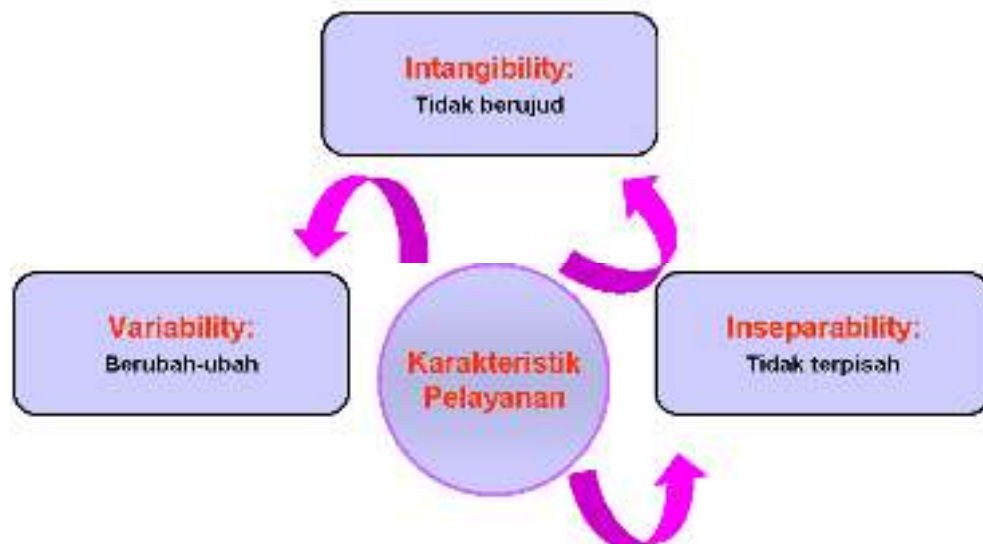 Intangibility:
Tidak berujud
Variability:
Berubah-ubah
Karakteristik
Pelayanan
Inseparability:
Tidak terpisah